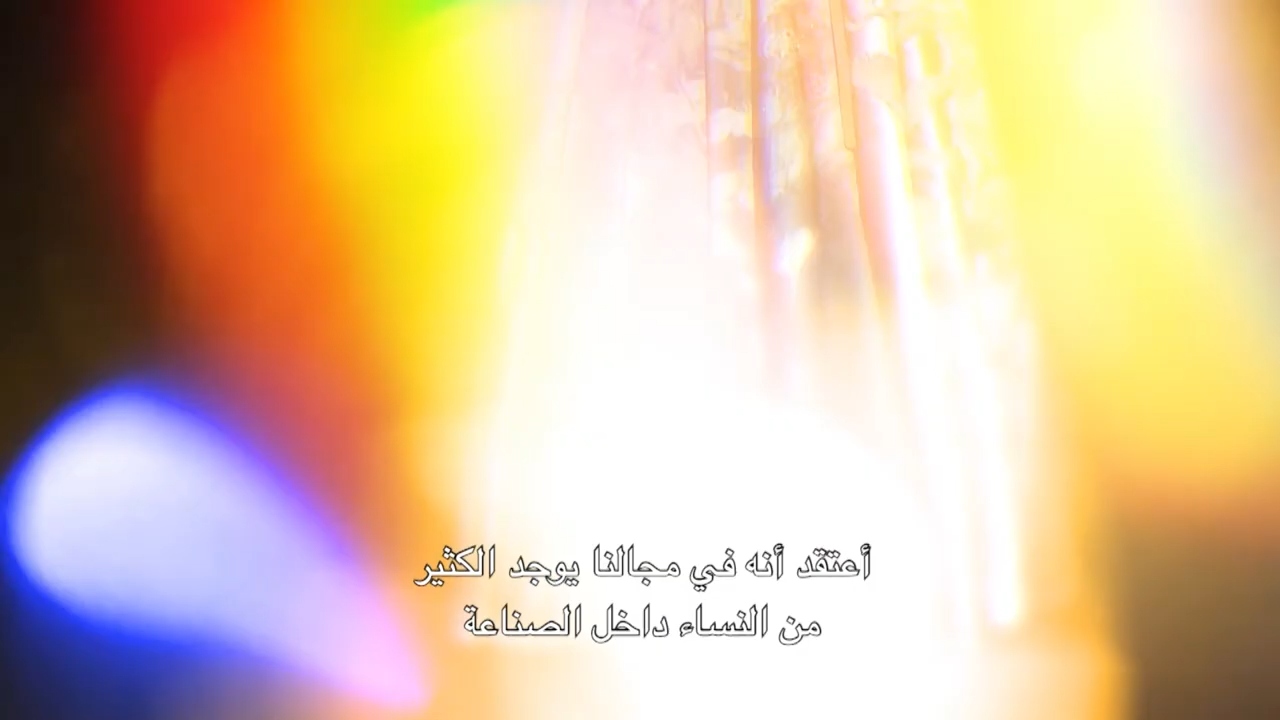 أعتقد أنه في مجالنا يوجد الكثير
من النساء داخل الصناعة